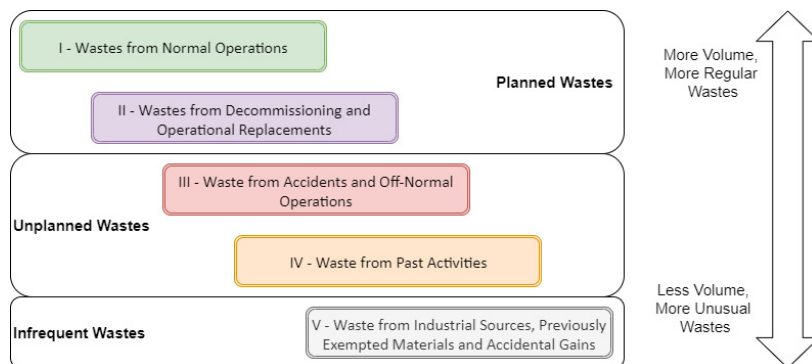 I - Wastes from Normal Operations
Planned Wastes
II - Wastes from Decommissioning and
Operational Replacements
III - Waste from Accidents and Off-Normal
Operations
Unplanned Wastes
IV - Waste from Past Activities
Infrequent Wastes
V - Waste from Industrial Sources, Previously
Exempted Materials and Accidental Gains
More Volume,
More Regular
Wastes
Less Volume,
More Unusual
Wastes